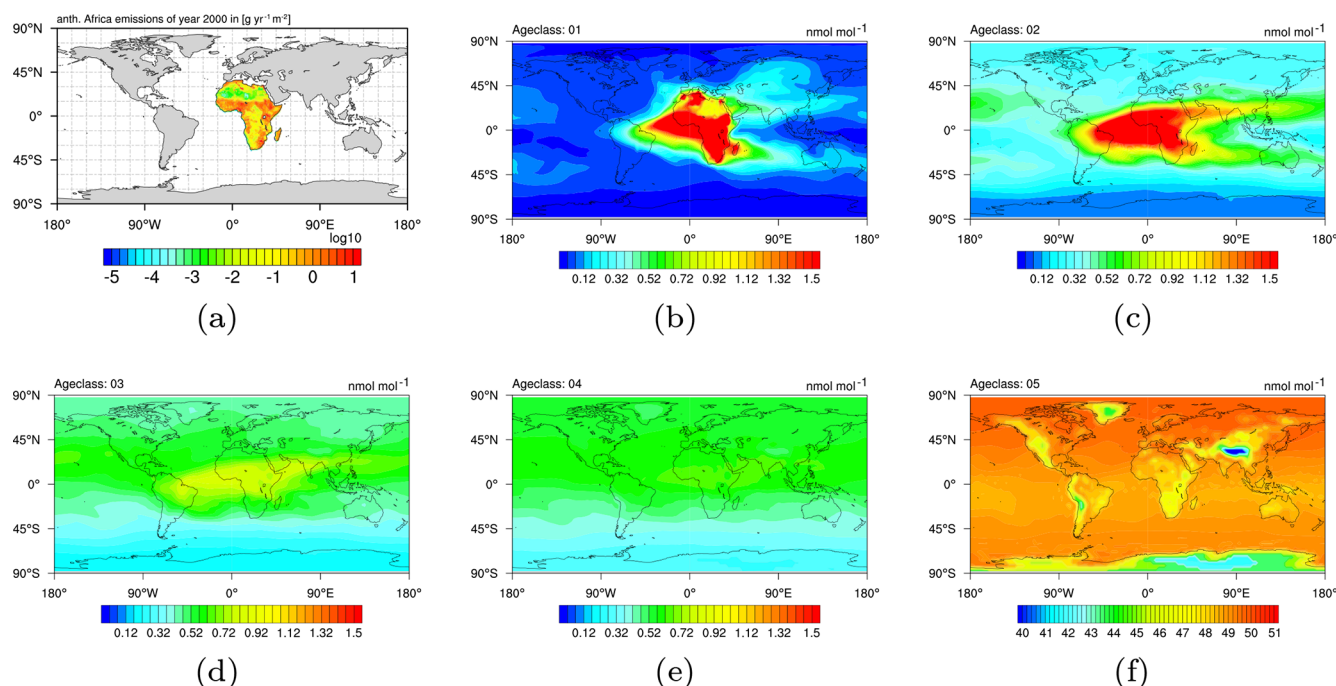 anth. Africa emissions of year 2000 in [g yr⁻¹ m⁻²]
90°N
45°N
0°
45°S
90°S
180° 90°W 0° 90°E 180°
log10
-5 -4 -3 -2 -1 0 1
(a)
Ageclass: 01 nmol mol⁻¹
90°N
45°N
0°
45°S
90°S
180° 90°W 0° 90°E 180°
0.12 0.32 0.52 0.72 0.92 1.12 1.32 1.5
(b)
Ageclass: 02 nmol mol⁻¹
90°N
45°N
0°
45°S
90°S
180° 90°W 0° 90°E 180°
0.12 0.32 0.52 0.72 0.92 1.12 1.32 1.5
(c)
Ageclass: 03 nmol mol⁻¹
90°N
45°N
0°
45°S
90°S
180° 90°W 0° 90°E 180°
0.12 0.32 0.52 0.72 0.92 1.12 1.32 1.5
(d)
Ageclass: 04 nmol mol⁻¹
90°N
45°N
0°
45°S
90°S
180° 90°W 0° 90°E 180°
0.12 0.32 0.52 0.72 0.92 1.12 1.32 1.5
(e)
Ageclass: 05 nmol mol⁻¹
90°N
45°N
0°
45°S
90°S
180° 90°W 0° 90°E 180°
40 41 42 43 44 45 46 47 48 49 50 51
(f)